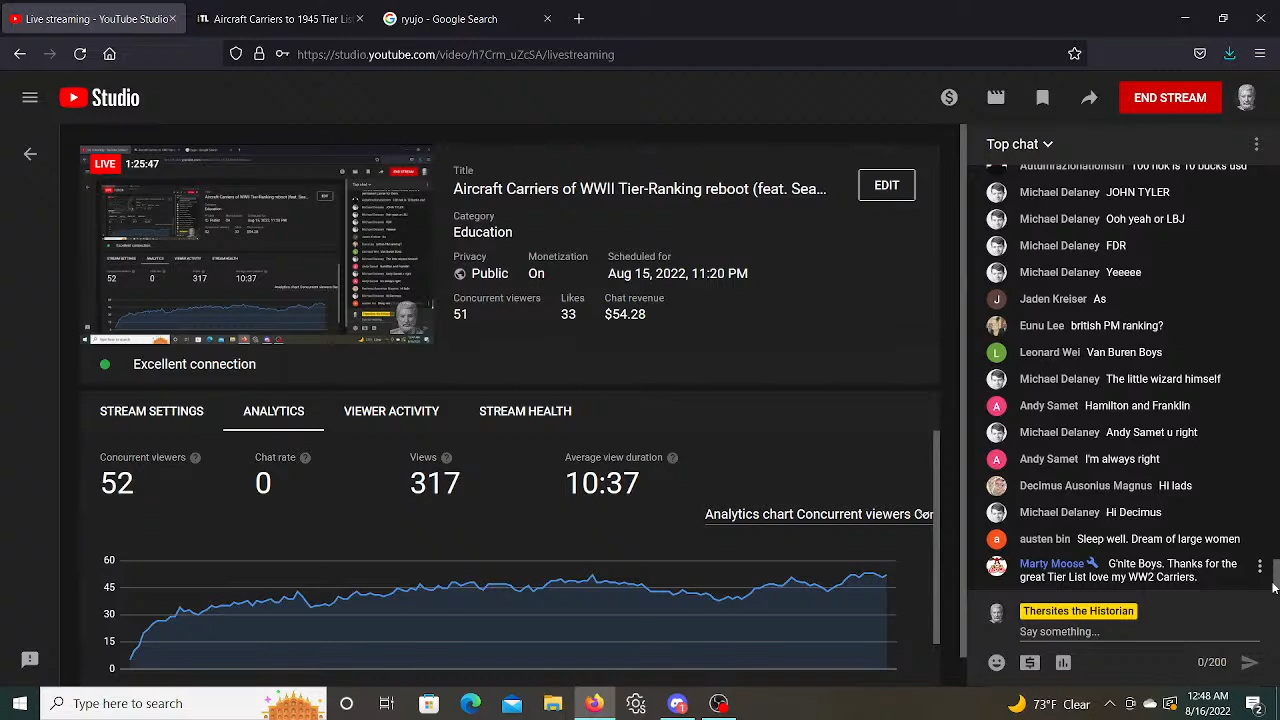 Live streaming - YouTube Studio
Aircraft Carriers to 1945 Tier List
ryujo - Google Search
https://studio.youtube.com/video/h7Crm_uZcSA/livestreaming
Studio
END STREAM
LIVE 1:25:47
Title
Aircraft Carriers of WWII Tier-Ranking reboot (feat. Sea...
EDIT
Category
Education
Privacy
Public
On
Aug 15, 2022, 11:20 PM
Concurrent viewers
Chat
51
33
$54.28
Excellent connection
STREAM SETTINGS
ANALYTICS
VIEWER ACTIVITY
STREAM HEALTH
Concurrent viewers
Chat rate
Views
Average view duration
52
0
317
10:37
Analytics chart Concurrent viewers
60
45
30
15
0
Top chat
100 nok is 10 bucks usd
Michael Delaney JOHN TYLER
Michael Delaney Ooh yeah or LBJ
Michael Delaney FDR
Michael Delaney Yeeeee
Jaden Krogh
Eunu Lee british PM ranking?
Leonard Wei Van Buren Boys
Michael Delaney The little wizard himself
Andy Samet Hamilton and Franklin
Michael Delaney Andy Samet u right
Andy Samet I'm always right
Decimus Ausonius Magnus Hi lads
Michael Delaney Hi Decimus
austen bin Sleep well. Dream of large women
Marty Moose G'nite Boys. Thanks for the
Great Tier List love my WW2 Carriers.
Thersites the Historian
Say something...
0/200
Type here to search
73°F Clear
12:48 AM
8/16/2022